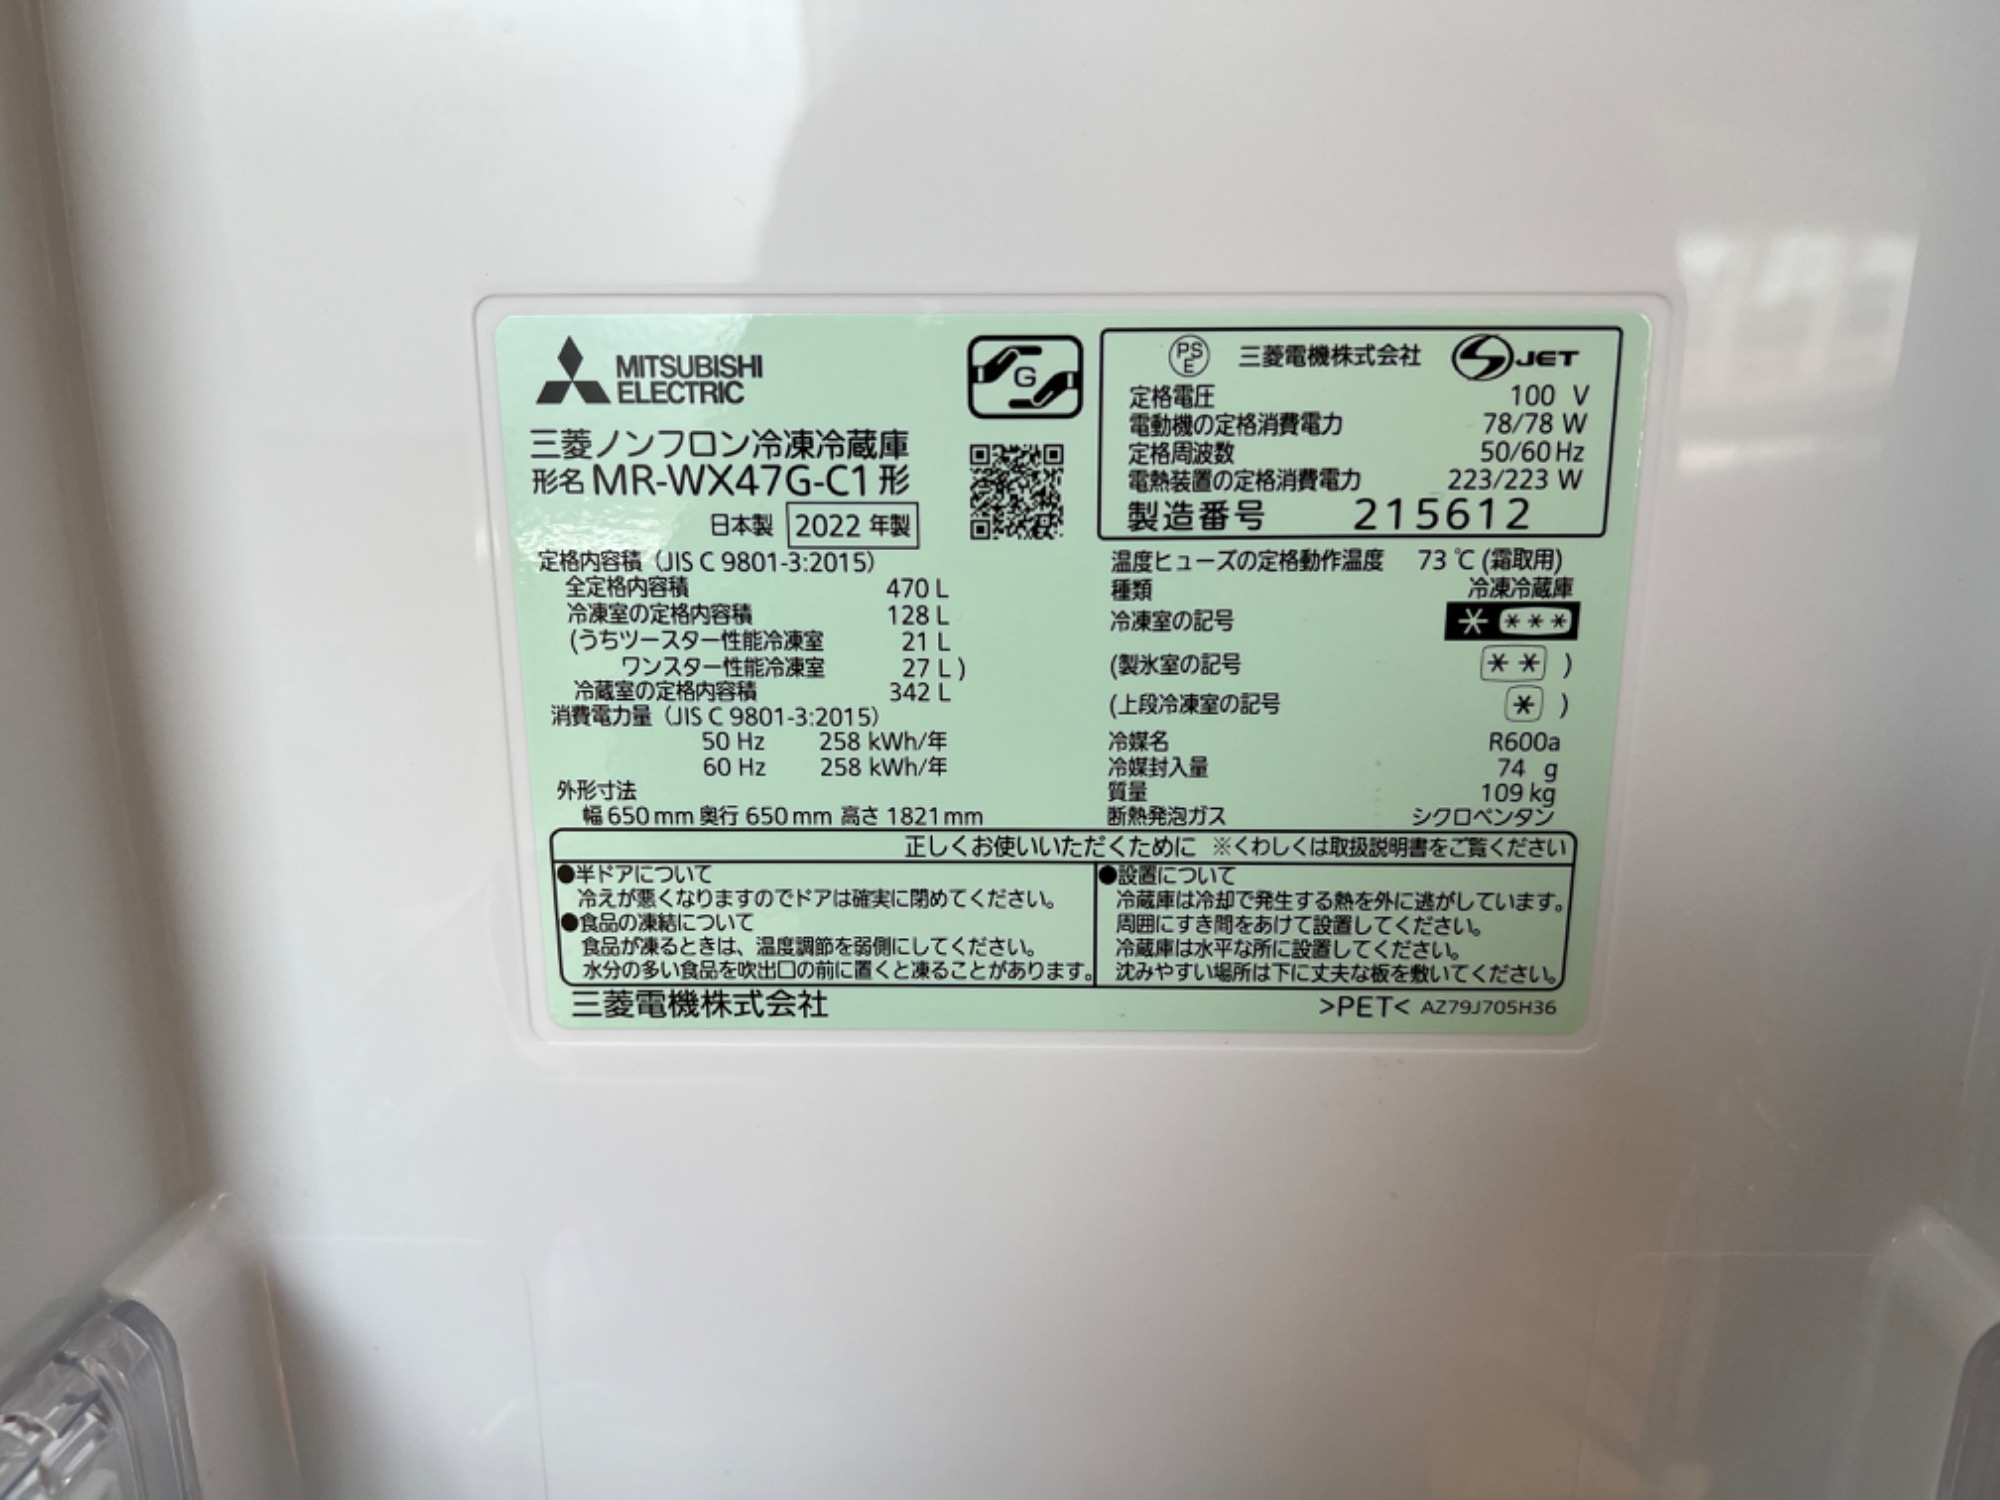 MITSUBISHI
ELECTRIC
G
三菱ノンフロン冷凍冷蔵庫
形名 MR-WX47G-C1 形
日本製 2022 年製
定格内容積（JIS C 9801-3:2015）
全定格内容積 470 L
冷凍室の定格内容積 128 L
(うちツースター性能冷凍室 21 L
ワンスター性能冷凍室 27 L )
冷蔵室の定格内容積 342 L
消費電力量（JIS C 9801-3:2015）
50 Hz 258 kWh/年
60 Hz 258 kWh/年
外形寸法
幅 650 mm 奥行 650 mm 高さ 1821 mm
PSE 三菱電機株式会社 JET
定格電圧 100 V
電動機の定格消費電力 78/78 W
定格周波数 50/60 Hz
電熱装置の定格消費電力 223/223 W
製造番号 215612
温度ヒューズの定格動作温度 73 ℃ (霜取用)
種類 冷凍冷蔵庫
冷凍室の記号 * ***
(製氷室の記号 ** )
(上段冷凍室の記号 * )
冷媒名 R600a
冷媒封入量 74 g
質量 109 kg
断熱発泡ガス シクロペンタン
正しくお使いいただくために ※くわしくは取扱説明書をご覧ください
●半ドアについて
冷えが悪くなりますのでドアは確実に閉めてください。
●食品の凍結について
食品が凍るときは、温度調節を弱側にしてください。
水分の多い食品を吹出口の前に置くと凍ることがあります。
●設置について
冷蔵庫は冷却で発生する熱を外に逃がしています。
周囲にすき間をあけて設置してください。
冷蔵庫は水平な所に設置してください。
沈みやすい場所は下に丈夫な板を敷いてください。
三菱電機株式会社 >PET< AZ79J705H36